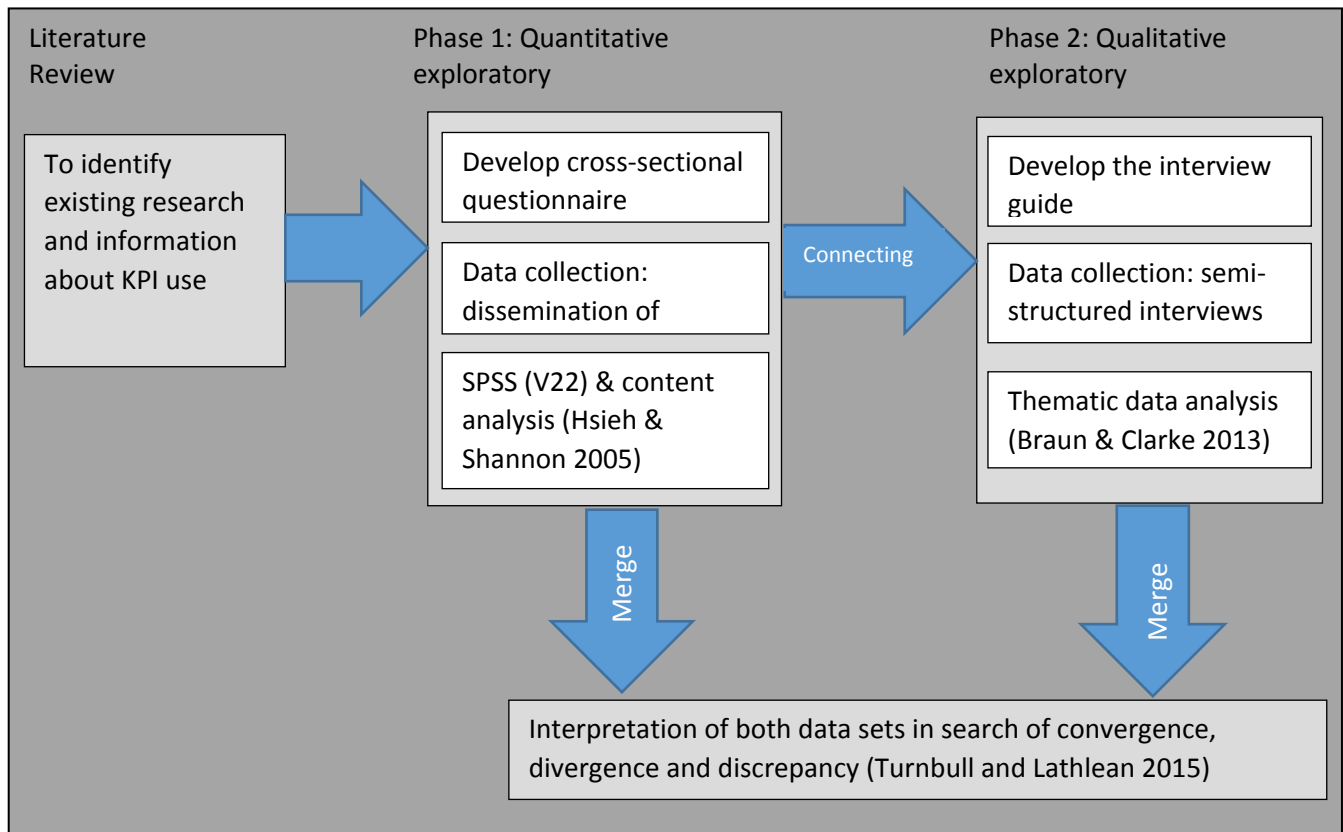 Literature
Review
To identify
existing research
and information
about KPI use
Phase 1: Quantitative
exploratory
Develop cross-sectional
questionnaire
Data collection:
dissemination of
SPSS (V22) & content
analysis (Hsieh &
Shannon 2005)
Connecting
Phase 2: Qualitative
exploratory
Develop the interview
guide
Data collection: semi-
structured interviews
Thematic data analysis
(Braun & Clarke 2013)
Merge
Merge
Interpretation of both data sets in search of convergence,
divergence and discrepancy (Turnbull and Lathlean 2015)